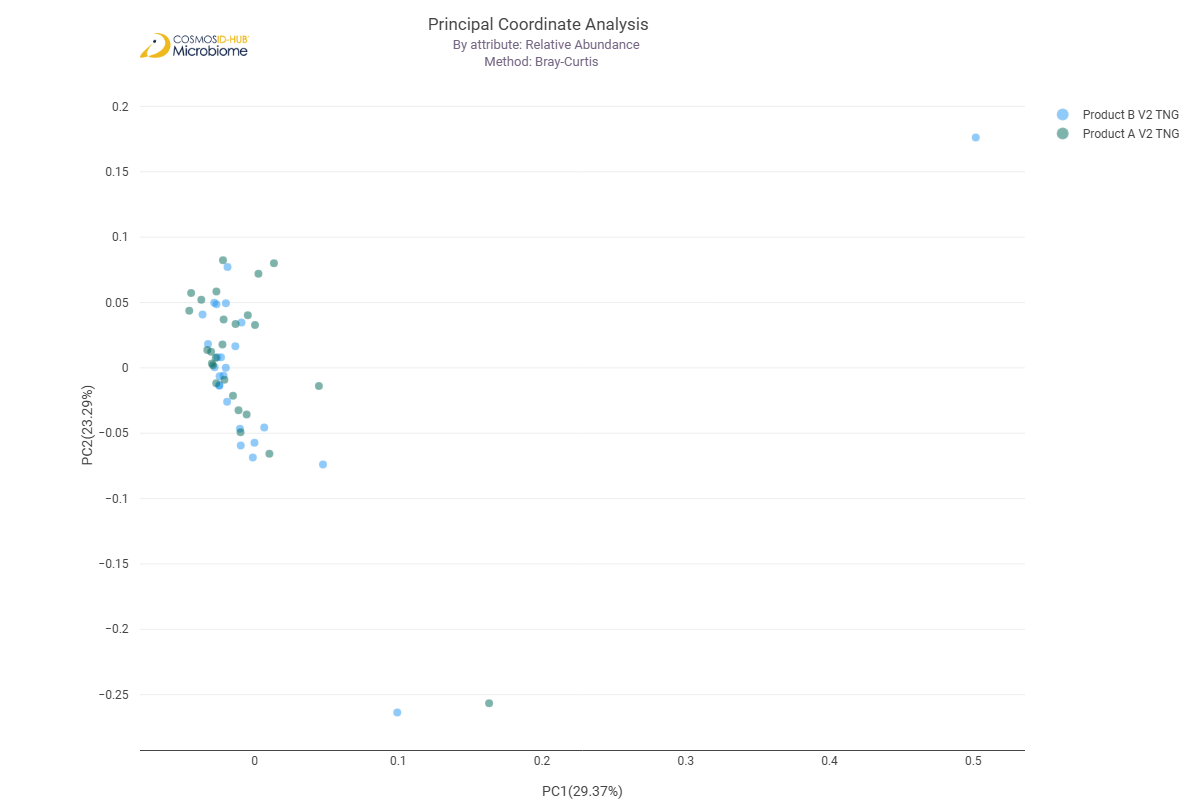 Principal Coordinate Analysis
By attribute: Relative Abundance
Method: Bray-Curtis
COSMOSID-HUB
Microbiome
Product B V2 TNG
Product A V2 TNG
0.2
0.15
0.1
0.05
0
−0.05
−0.1
−0.15
−0.2
−0.25
PC2(23.29%)
0
0.1
0.2
0.3
0.4
0.5
PC1(29.37%)